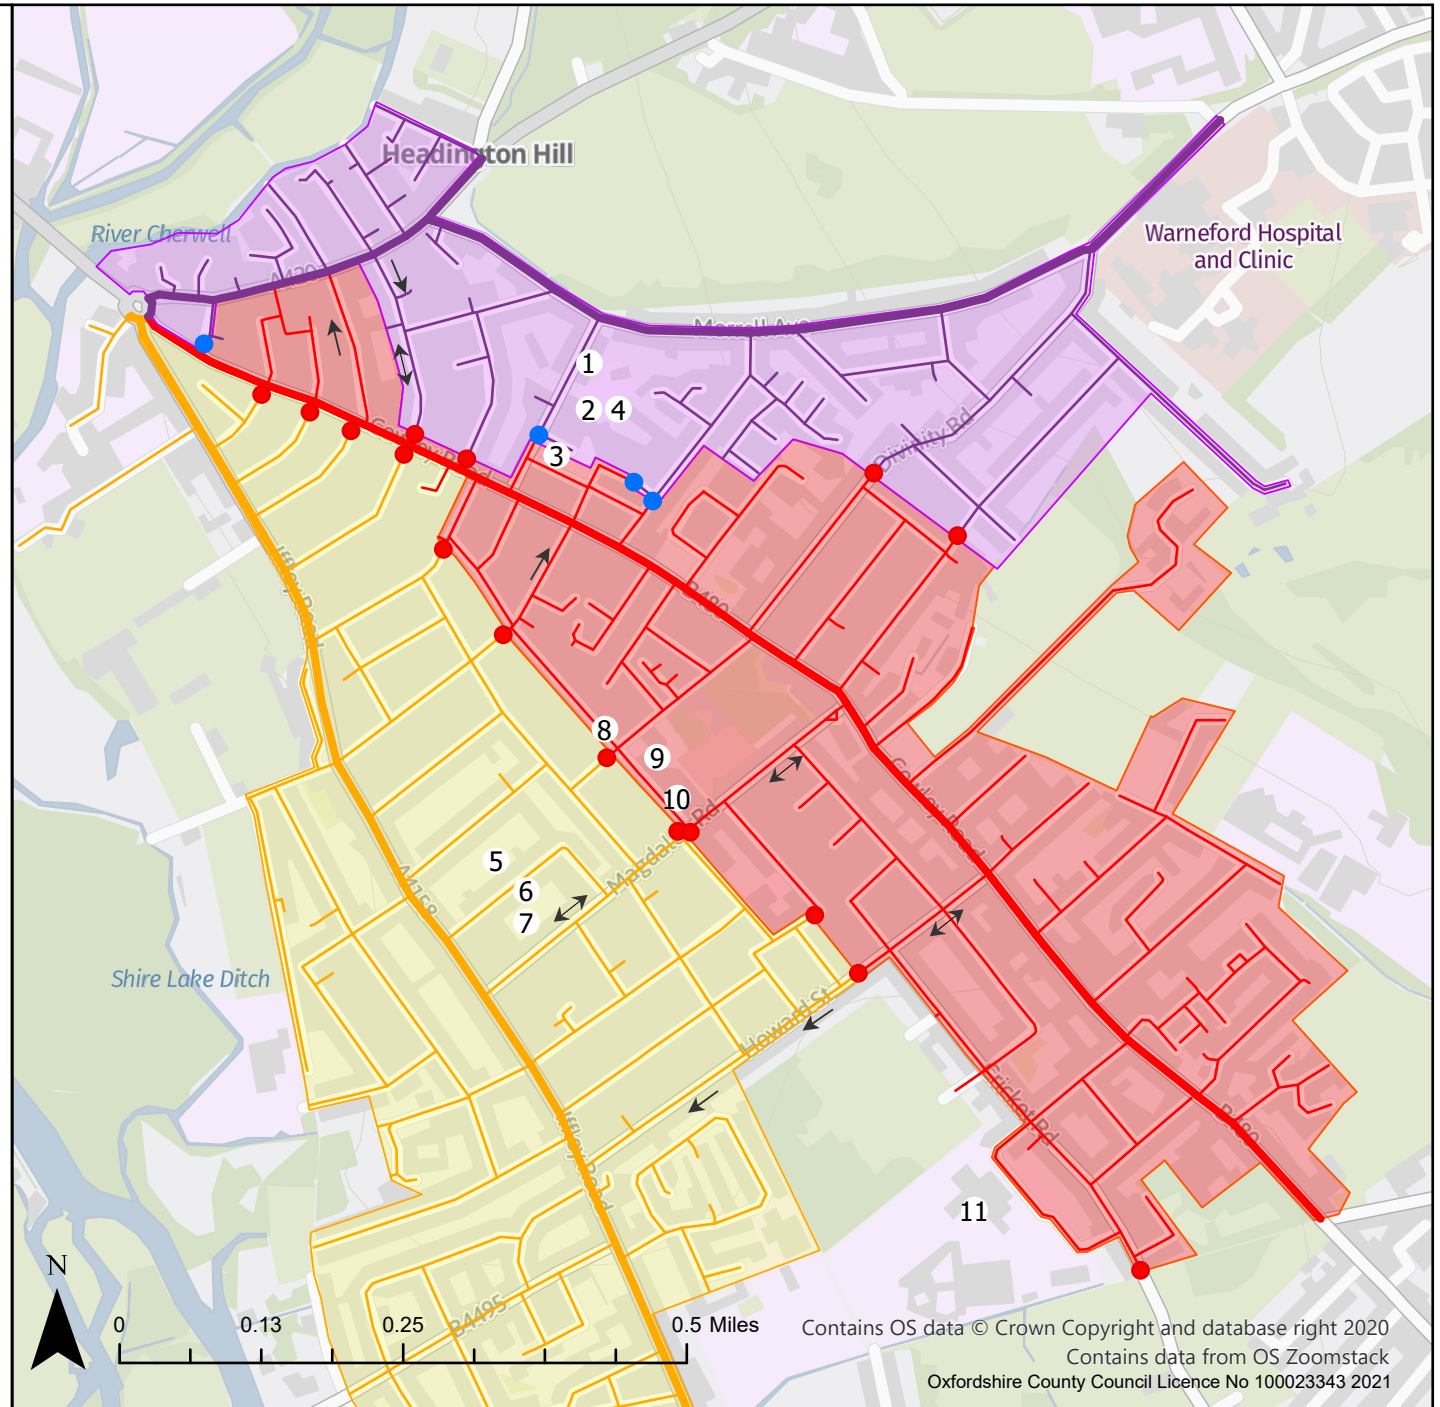 Headington Hill
River Cherwell
Warneford Hospital
and Clinic
Morrell Ave
1
2 4
3
Divinity Rd
Cowley Road
Iffley Road
B480
8
9
10
Cowley Road
Magdalen Rd
5
6
7
A4158
Shire Lake Ditch
Howard St
Cricket Rd
B480
Iffley Road
11
N
B4495
0 0.13 0.25 0.5 Miles
Contains OS data © Crown Copyright and database right 2020
Contains data from OS Zoomstack
Oxfordshire County Council Licence No 100023343 2021